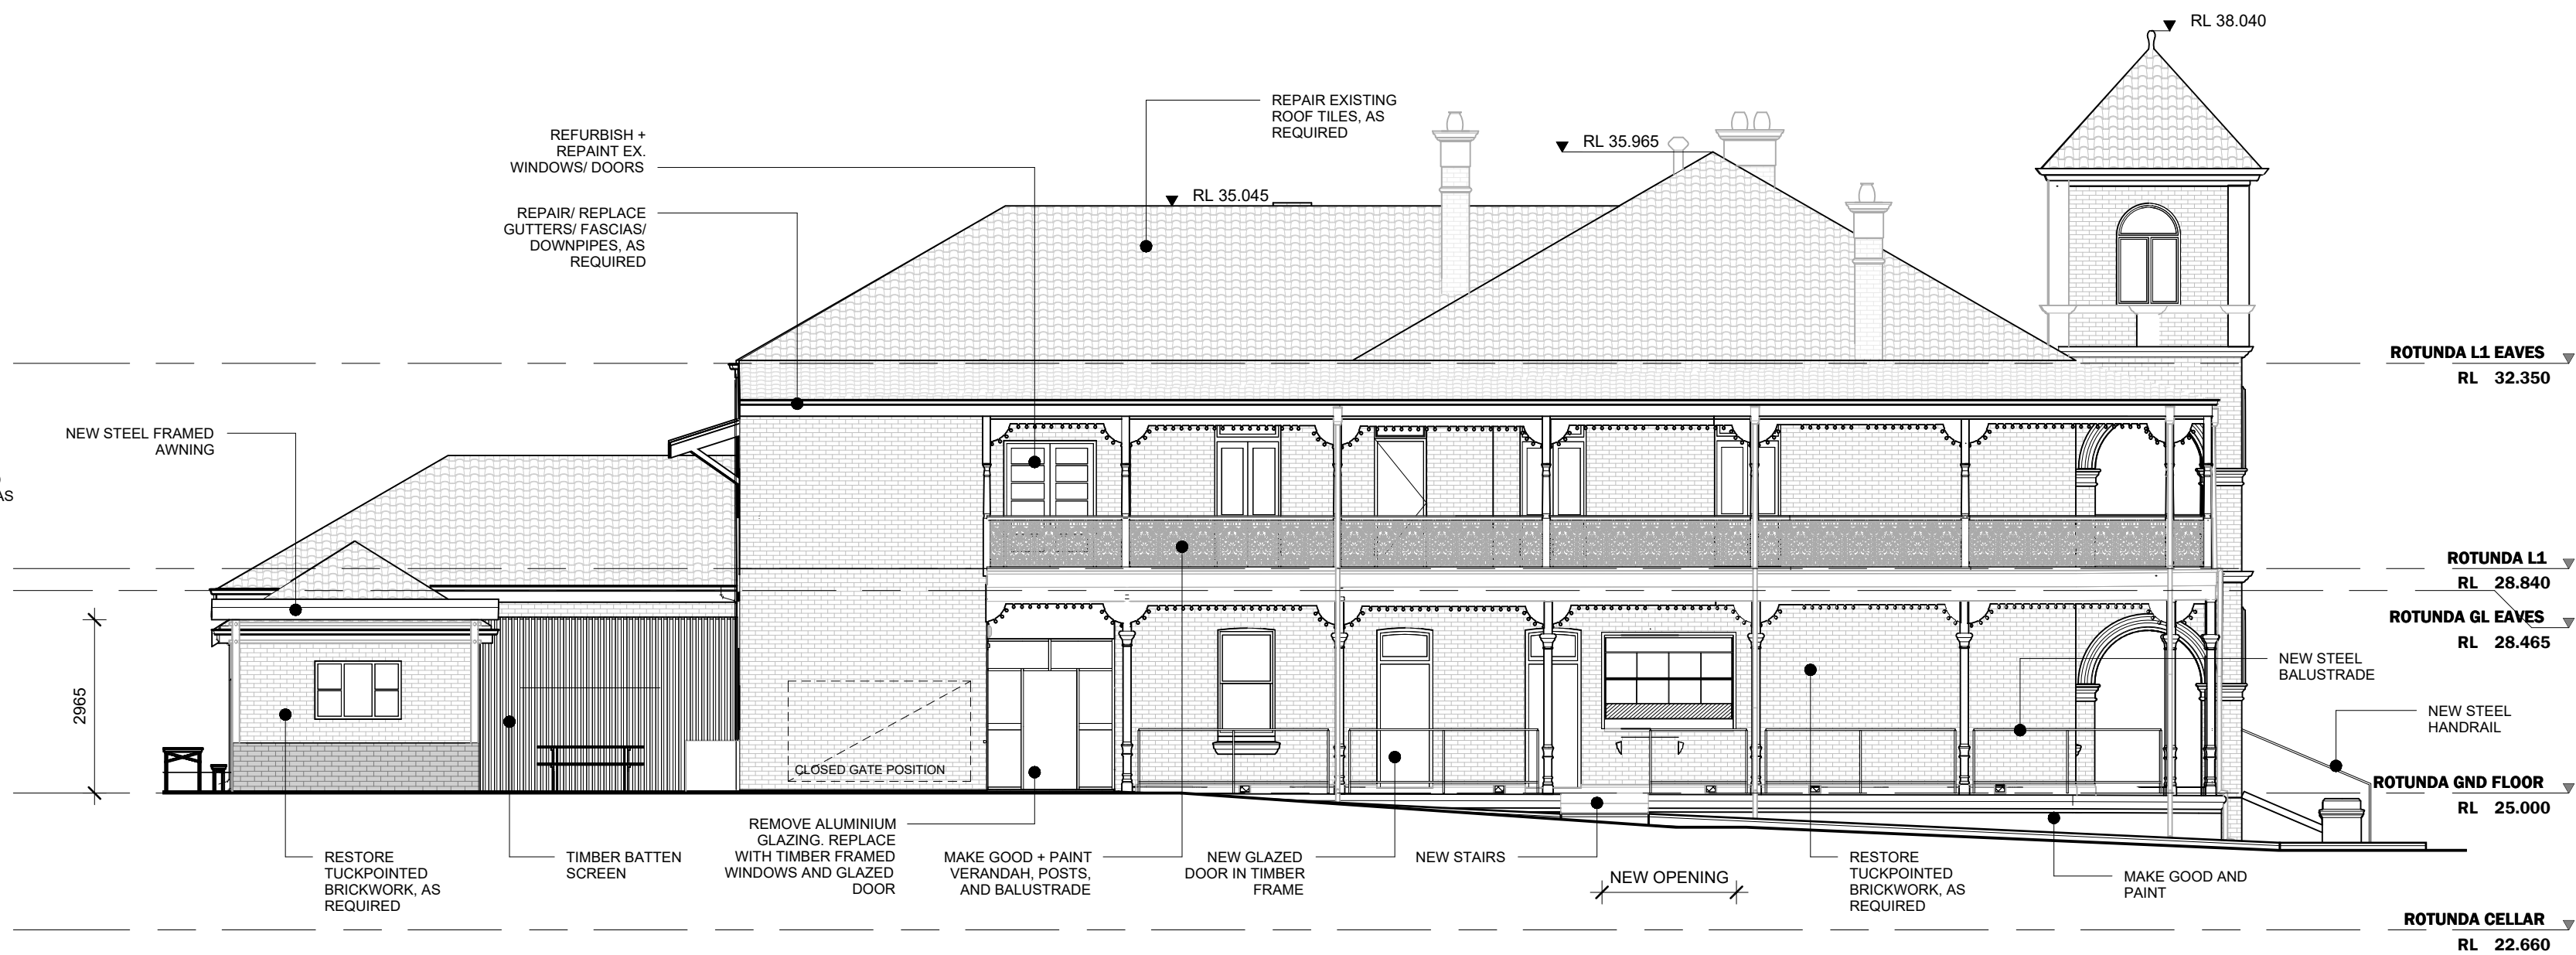 RL 38.040
REPAIR EXISTING
ROOF TILES, AS
REQUIRED
REFURBISH +
REPAINT EX.
WINDOWS/ DOORS
RL 35.965
RL 35.045
REPAIR/ REPLACE
GUTTERS/ FASCIAS/
DOWNPIPES, AS
REQUIRED
ROTUNDA L1 EAVES
RL 32.350
NEW STEEL FRAMED
AWNING
AS
ROTUNDA L1
RL 28.840
ROTUNDA GL EAVES
RL 28.465
NEW STEEL
BALUSTRADE
2965
NEW STEEL
HANDRAIL
CLOSED GATE POSITION
ROTUNDA GND FLOOR
RL 25.000
RESTORE
TUCKPOINTED
BRICKWORK, AS
REQUIRED
TIMBER BATTEN
SCREEN
REMOVE ALUMINIUM
GLAZING. REPLACE
WITH TIMBER FRAMED
WINDOWS AND GLAZED
DOOR
MAKE GOOD + PAINT
VERANDAH, POSTS,
AND BALUSTRADE
NEW GLAZED
DOOR IN TIMBER
FRAME
NEW STAIRS
NEW OPENING
RESTORE
TUCKPOINTED
BRICKWORK, AS
REQUIRED
MAKE GOOD AND
PAINT
ROTUNDA CELLAR
RL 22.660